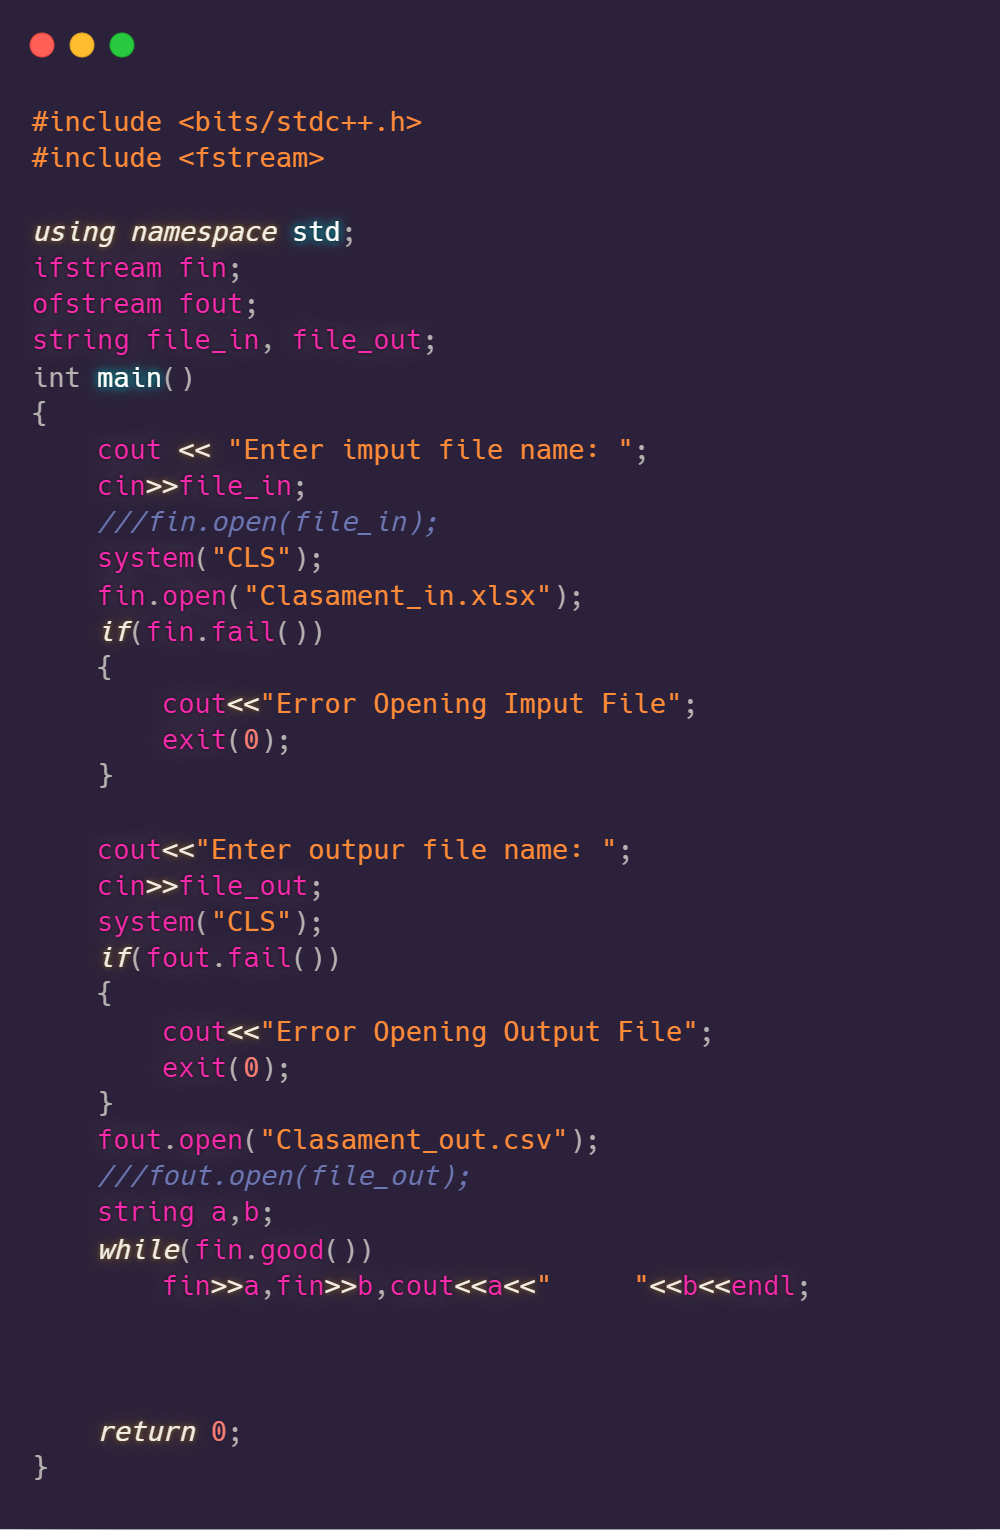 #include <bits/stdc++.h>
#include <fstream>

using namespace std;
ifstream fin;
ofstream fout;
string file_in, file_out;
int main()
{
    cout << "Enter imput file name: ";
    cin>>file_in;
    ///fin.open(file_in);
    system("CLS");
    fin.open("Clasament_in.xlsx");
    if(fin.fail())
    {
        cout<<"Error Opening Imput File";
        exit(0);
    }

    cout<<"Enter outpur file name: ";
    cin>>file_out;
    system("CLS");
    if(fout.fail())
    {
        cout<<"Error Opening Output File";
        exit(0);
    }
    fout.open("Clasament_out.csv");
    ///fout.open(file_out);
    string a,b;
    while(fin.good())
        fin>>a,fin>>b,cout<<a<<"     "<<b<<endl;



    return 0;
}